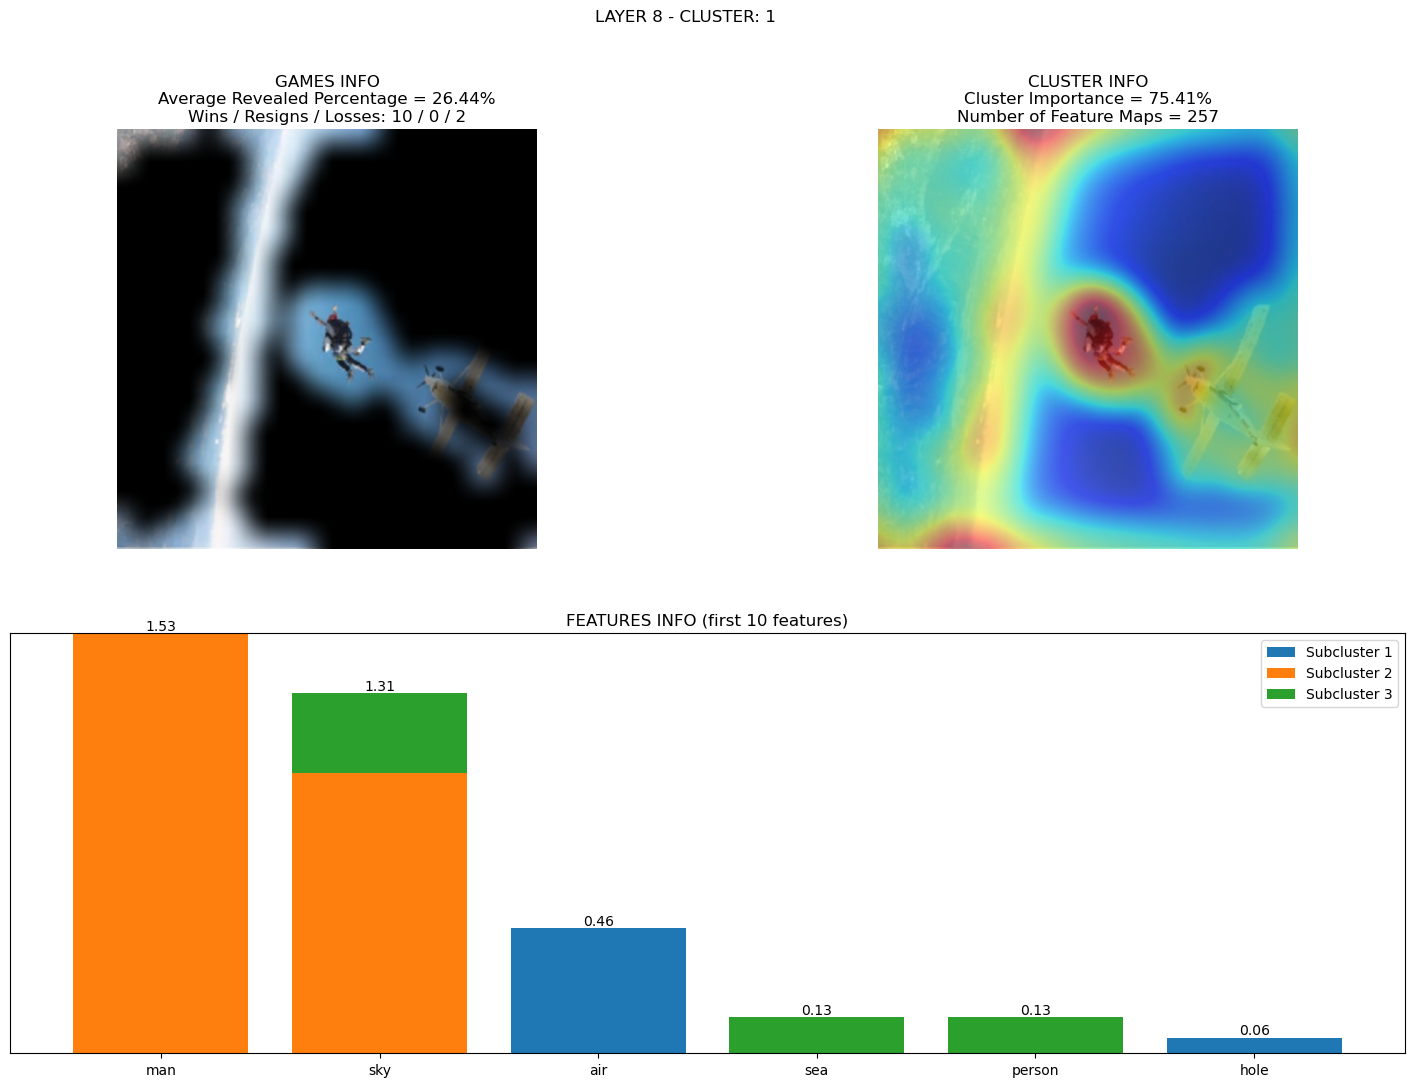 LAYER 8 - CLUSTER: 1
GAMES INFO
Average Revealed Percentage = 26.44%
Wins / Resigns / Losses: 10 / 0 / 2
CLUSTER INFO
Cluster Importance = 75.41%
Number of Feature Maps = 257
FEATURES INFO (first 10 features)
1.53
1.31
0.46
0.13
0.13
0.06
Subcluster 1
Subcluster 2
Subcluster 3
man
sky
air
sea
person
hole